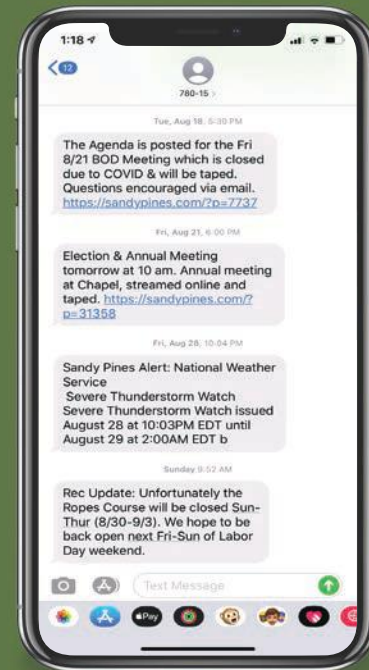 1:18
12
780-15 >
Tue, Aug 18, 5:30 PM
The Agenda is posted for the Fri
8/21 BOD Meeting which is closed
due to COVID & will be taped.
Questions encouraged via email.
https://sandypines.com/?p=7737
Fri, Aug 21, 6:00 PM
Election & Annual Meeting
tomorrow at 10 am. Annual meeting
at Chapel, streamed online and
taped. https://sandypines.com/?
p=31358
Fri, Aug 28, 10:04 PM
Sandy Pines Alert: National Weather
Service
Severe Thunderstorm Watch
Severe Thunderstorm Watch issued
August 28 at 10:03PM EDT until
August 29 at 2:00AM EDT b
Sunday 9:52 AM
Rec Update: Unfortunately the
Ropes Course will be closed Sun-
Thur (8/30-9/3). We hope to be
back open next Fri-Sun of Labor
Day weekend.
Text Message
Pay